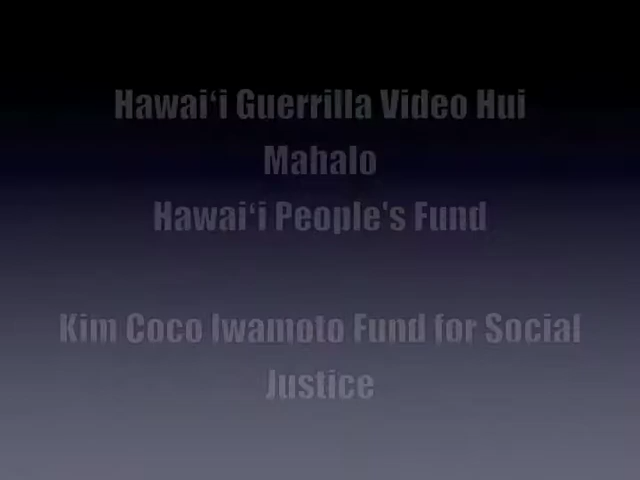 Hawaiʻi Guerrilla Video Hui
Mahalo
Hawaiʻi People's Fund
Kim Coco Iwamoto Fund for Social
Justice